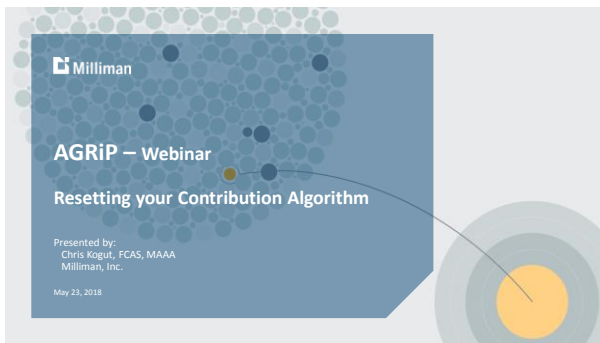 Milliman
AGRiP – Webinar
Resetting your Contribution Algorithm
Presented by:
Chris Kogut, FCAS, MAAA
Milliman, Inc.
May 23, 2018